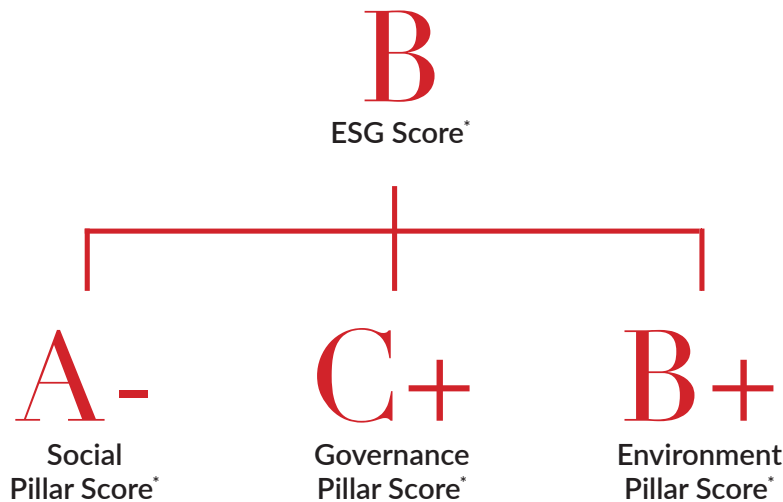 B
ESG Score*
A-
Social
Pillar Score*
C+
Governance
Pillar Score*
B+
Environment
Pillar Score*